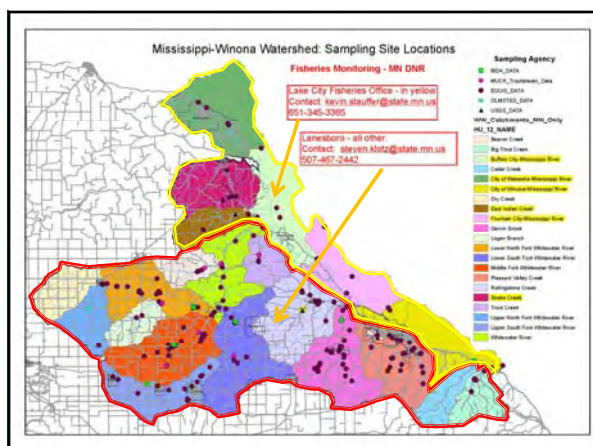 Mississippi-Winona Watershed: Sampling Site Locations
Fisheries Monitoring - MN DNR
Lake City Fisheries Office - in yellow
Contact: kevin.stauffer@state.mn.us
651-345-3365
Lanesboro - all other.
Contact: steven.klotz@state.mn.us
507-467-2442
Sampling Agency
MDA_DATA
MUCK_Troutstream_Data
EQUIS_DATA
OLMSTED_DATA
USGS_DATA
WW_Catchments_MN_Only
HU_12_NAME
Beaver Creek
Big Trout Creek
Buffalo City-Mississippi River
Cedar Creek
City of Wabasha-Mississippi River
City of Winona-Mississippi River
Dry Creek
East Indian Creek
Fountain City-Mississippi River
Garvin Brook
Logan Branch
Lower North Fork Whitewater River
Lower South Fork Whitewater River
Middle Fork Whitewater River
Pleasant Valley Creek
Rollingstone Creek
Snake Creek
Trout Creek
Upper North Fork Whitewater River
Upper South Fork Whitewater River
Whitewater River